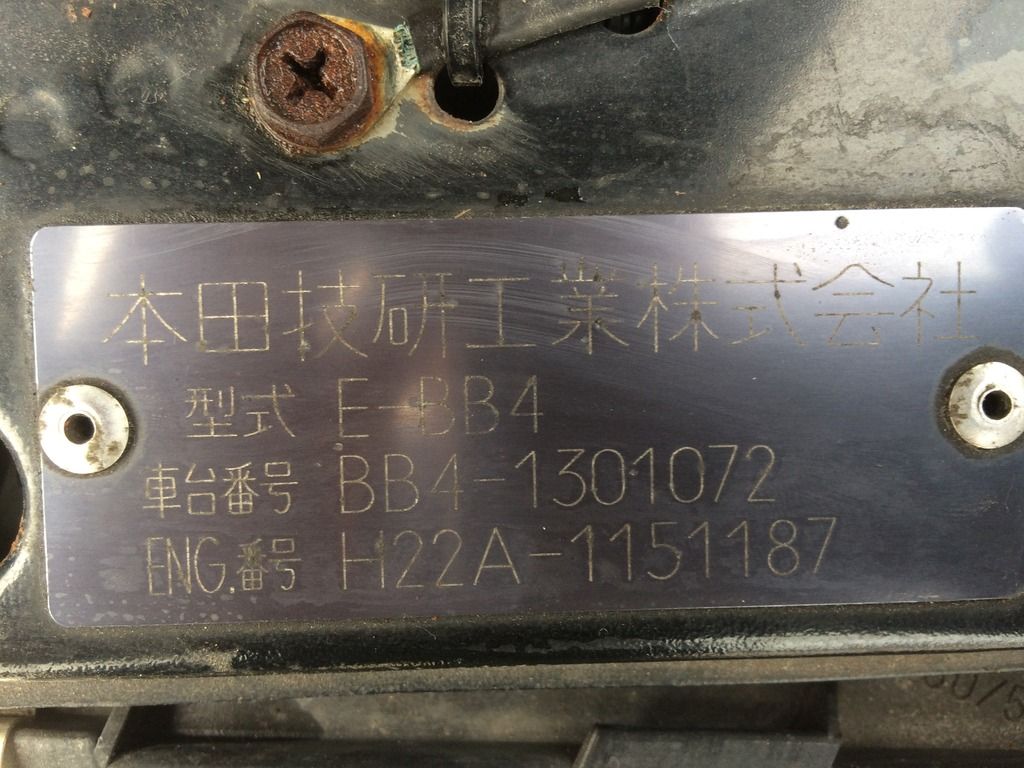 本田技研工業株式会社
型式 E-BB4
車台番号 BB4-1301072
ENG.番号 H22A-1151187